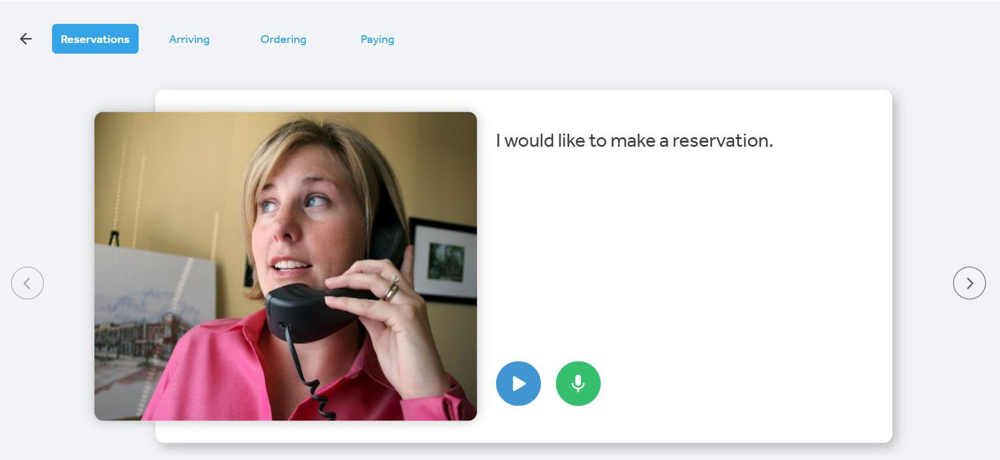 Reservations Arriving Ordering Paying
I would like to make a reservation.